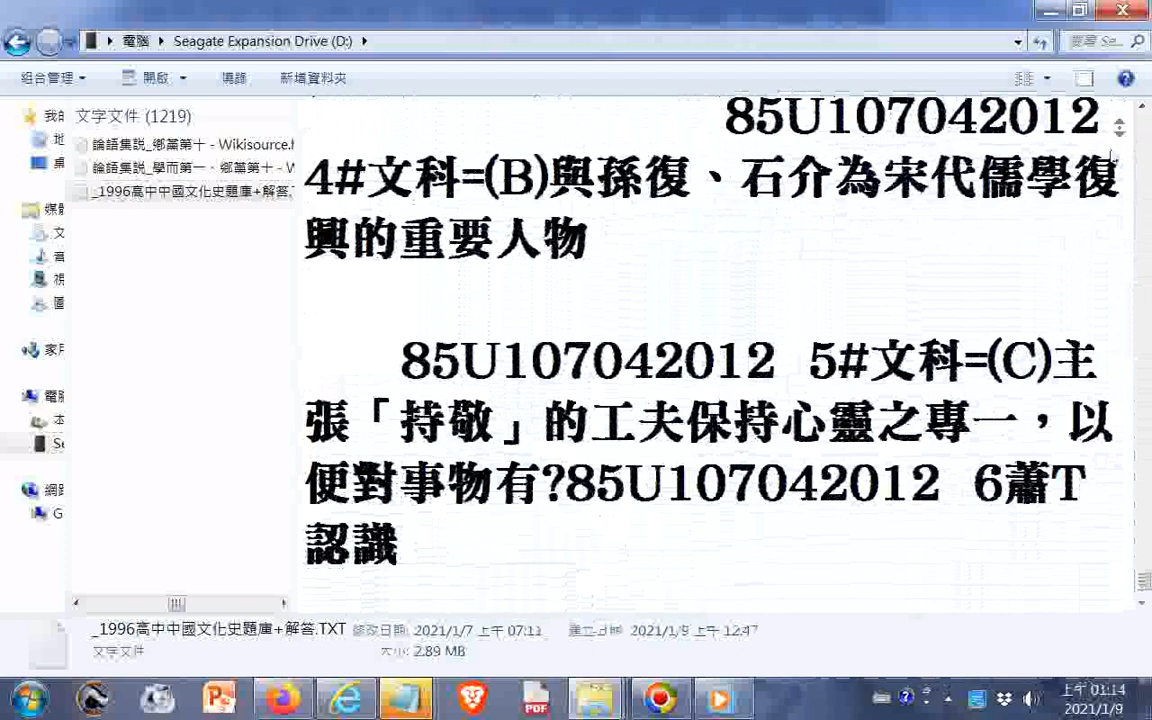 電腦 Seagate Expansion Drive (D:)
組合管理 開啟 燒錄 新增資料夾
文字文件 (1219)
論語集説_鄉黨第十 - Wikisource.h
論語集説_學而第一 - 鄉黨第十 - W
_1996高中中國文化史題庫+解答.T
85U107042012
4#文科=(B)與孫復、石介為宋代儒學復
興的重要人物
85U107042012 5#文科=(C)主
張「持敬」的工夫保持心靈之專一，以
便對事物有?85U107042012 6蕭T
認識
_1996高中中國文化史題庫+解答.TXT 修改日期: 2021/1/7 上午 07:11 建立日期: 2021/1/9 上午 12:47
文字文件 大小: 2.89 MB
PDF
上午 01:14
2021/1/9